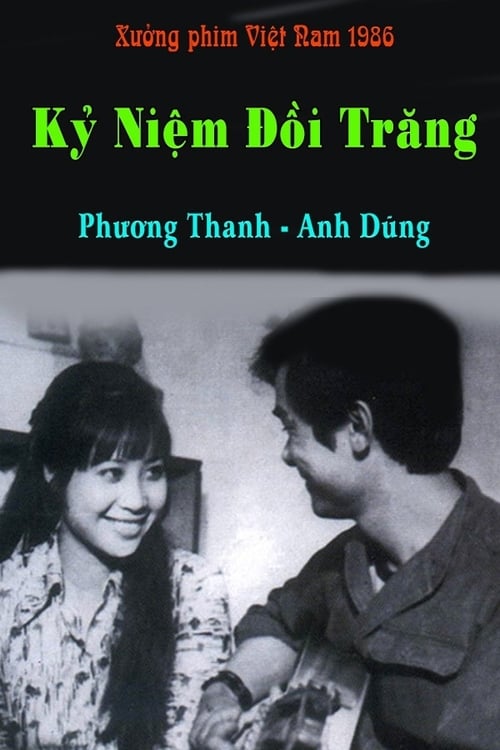 Xưởng phim Việt Nam 1986
Kỷ Niệm Đồi Trăng
Phương Thanh - Anh Dũng